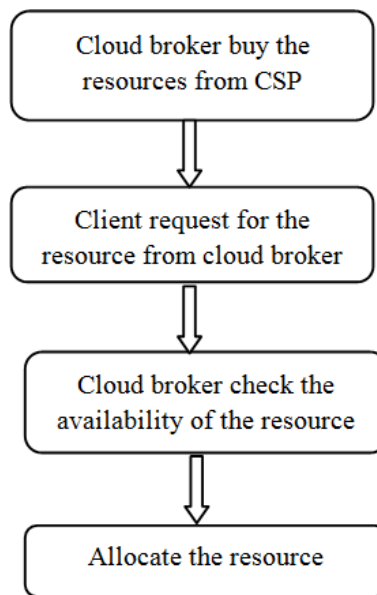 Cloud broker buy the
resources from CSP
Client request for the
resource from cloud broker
Cloud broker check the
availability of the resource
Allocate the resource